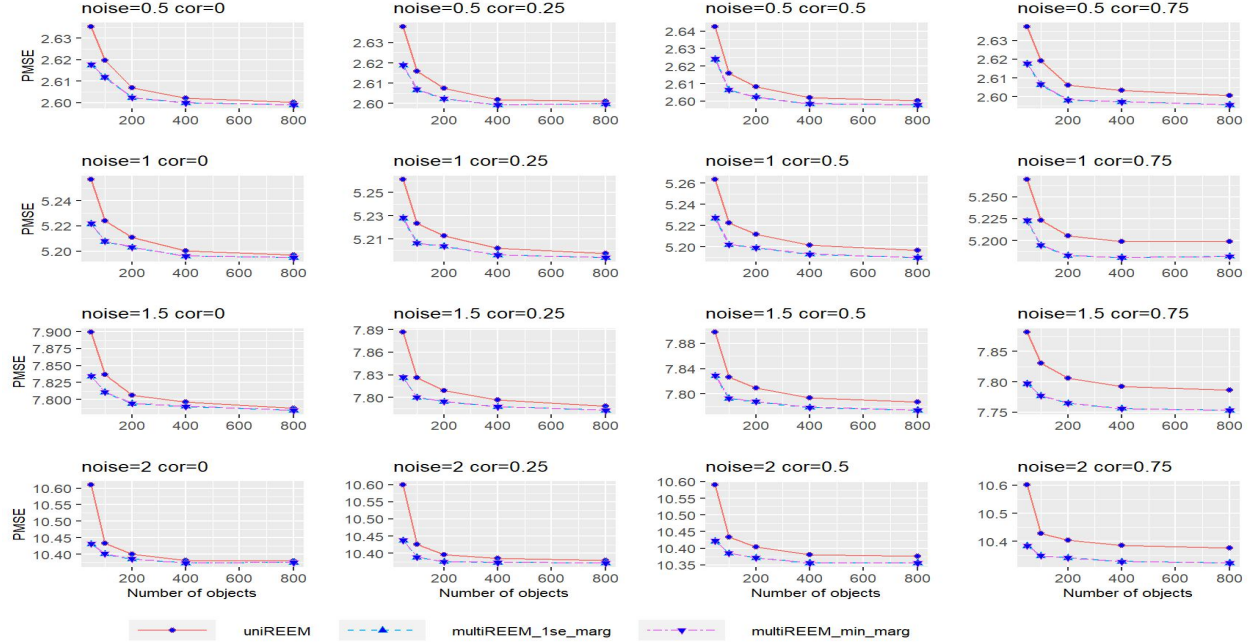 noise=0.5 cor=0
noise=0.5 cor=0.25
noise=0.5 cor=0.5
noise=0.5 cor=0.75
PMSE
2.63
2.62
2.61
2.60
2.63
2.62
2.61
2.60
2.64
2.63
2.62
2.61
2.60
2.63
2.62
2.61
2.60
200 400 600 800
200 400 600 800
200 400 600 800
200 400 600 800
noise=1 cor=0
noise=1 cor=0.25
noise=1 cor=0.5
noise=1 cor=0.75
PMSE
5.24
5.22
5.20
5.25
5.23
5.21
5.26
5.24
5.22
5.20
5.250
5.225
5.200
200 400 600 800
200 400 600 800
200 400 600 800
200 400 600 800
noise=1.5 cor=0
noise=1.5 cor=0.25
noise=1.5 cor=0.5
noise=1.5 cor=0.75
PMSE
7.900
7.875
7.850
7.825
7.800
7.89
7.86
7.83
7.80
7.88
7.84
7.80
7.85
7.80
7.75
200 400 600 800
200 400 600 800
200 400 600 800
200 400 600 800
noise=2 cor=0
noise=2 cor=0.25
noise=2 cor=0.5
noise=2 cor=0.75
PMSE
10.60
10.55
10.50
10.45
10.40
10.60
10.55
10.50
10.45
10.40
10.60
10.55
10.50
10.45
10.40
10.35
10.6
10.5
10.4
200 400 600 800
200 400 600 800
200 400 600 800
200 400 600 800
Number of objects
Number of objects
Number of objects
Number of objects
uniREEM
multiREEM_1se_marg
multiREEM_min_marg